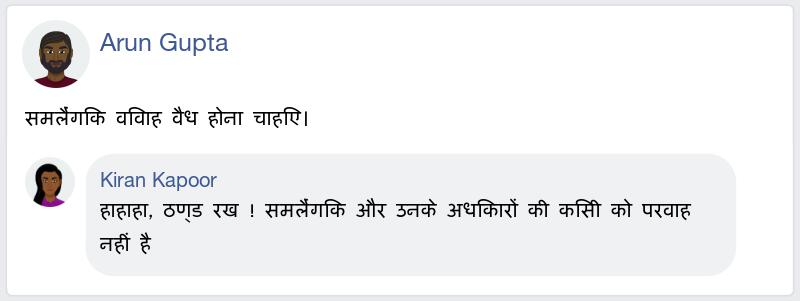 Arun Gupta
समलैंगकि वविाह वैध होना चाहएि।
Kiran Kapoor
हाहाहा, ठण्ड रख ! समलैंगकि और उनके अधकिारों की कसिी को परवाह
नहीं है